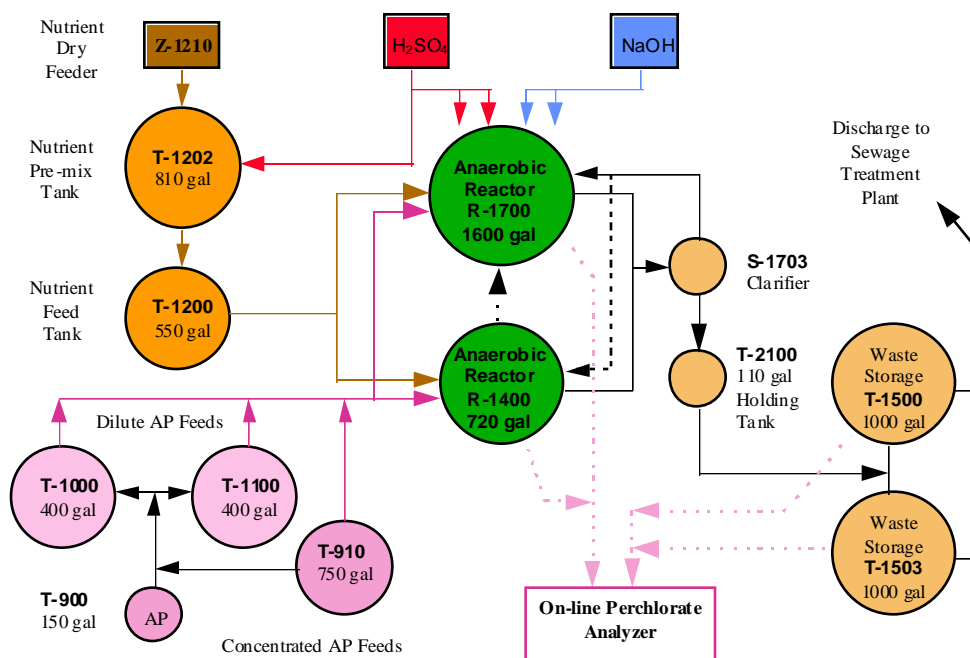 Nutrient
Dry
Feeder
Z-1210
H₂SO₄
NaOH
Nutrient
Pre-mix
Tank
T-1202
810 gal
Anaerobic
Reactor
R-1700
1600 gal
Discharge to
Sewage
Treatment
Plant
S-1703
Clarifier
Nutrient
Feed
Tank
T-1200
550 gal
Anaerobic
Reactor
R-1400
720 gal
T-2100
110 gal
Holding
Tank
Waste
Storage
T-1500
1000 gal
Dilute AP Feeds
T-1000
400 gal
T-1100
400 gal
T-910
750 gal
Waste
Storage
T-1503
1000 gal
T-900
150 gal
AP
Concentrated AP Feeds
On-line Perchlorate
Analyzer